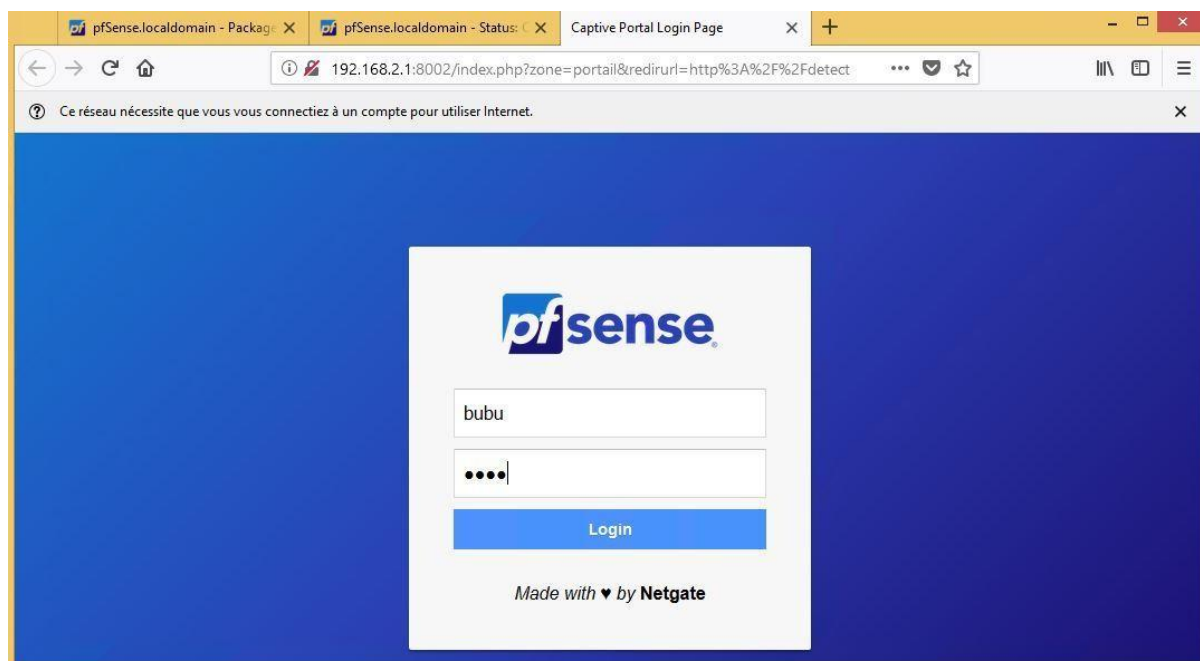 pfSense.localdomain - Package
pfSense.localdomain - Status: C
Captive Portal Login Page
192.168.2.1:8002/index.php?zone=portail&redirurl=http%3A%2F%2Fdetect
Ce réseau nécessite que vous vous connectiez à un compte pour utiliser Internet.
pfsense
bubu
••••
Login
Made with ♥ by Netgate